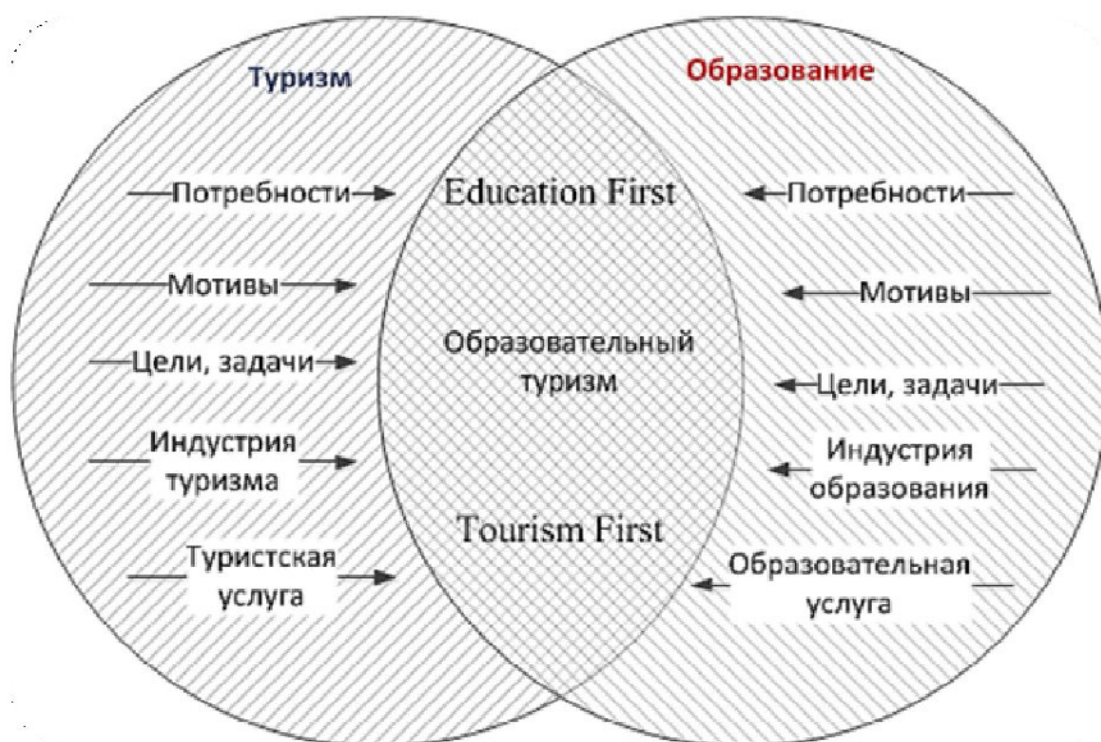 Туризм
Образование
Потребности
Education First
Потребности
Мотивы
Мотивы
Образовательный
туризм
Цели, задачи
Цели, задачи
Индустрия
туризма
Индустрия
образования
Tourism First
Туристская
услуга
Образовательная
услуга